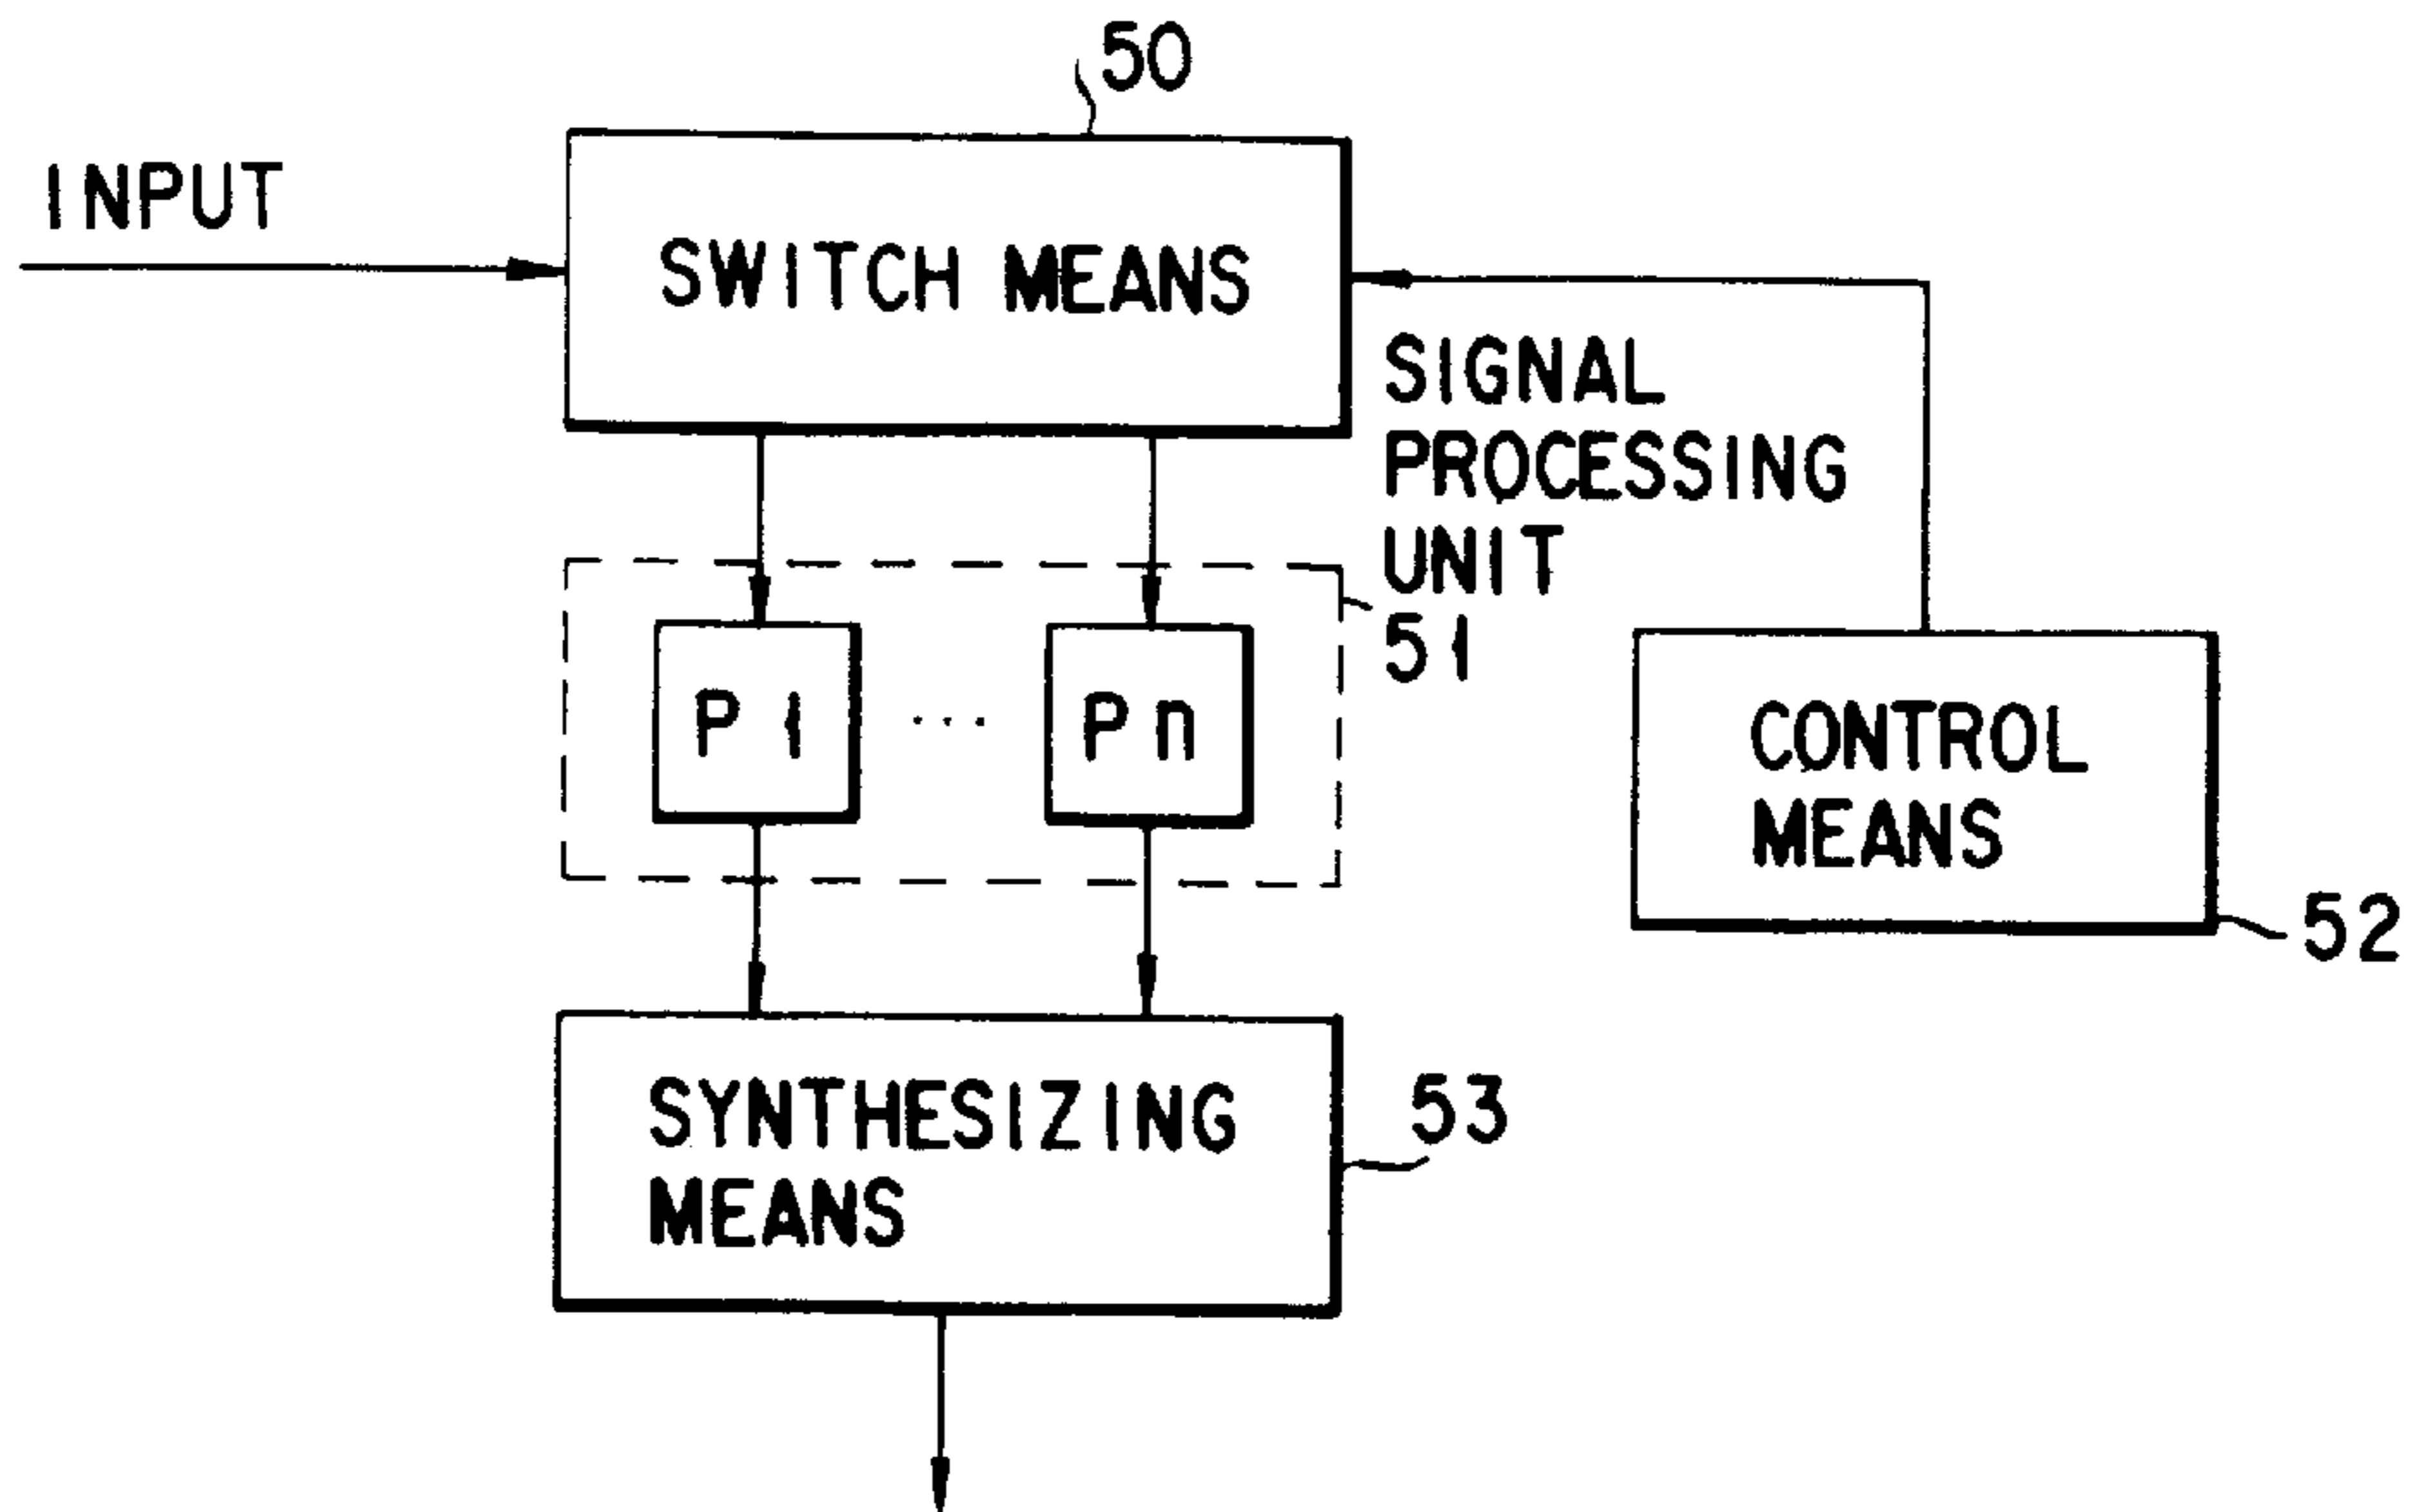 50
INPUT
SWITCH MEANS
SIGNAL
PROCESSING
UNIT
51
P1 ... Pn
CONTROL
MEANS
52
SYNTHESIZING
MEANS
53